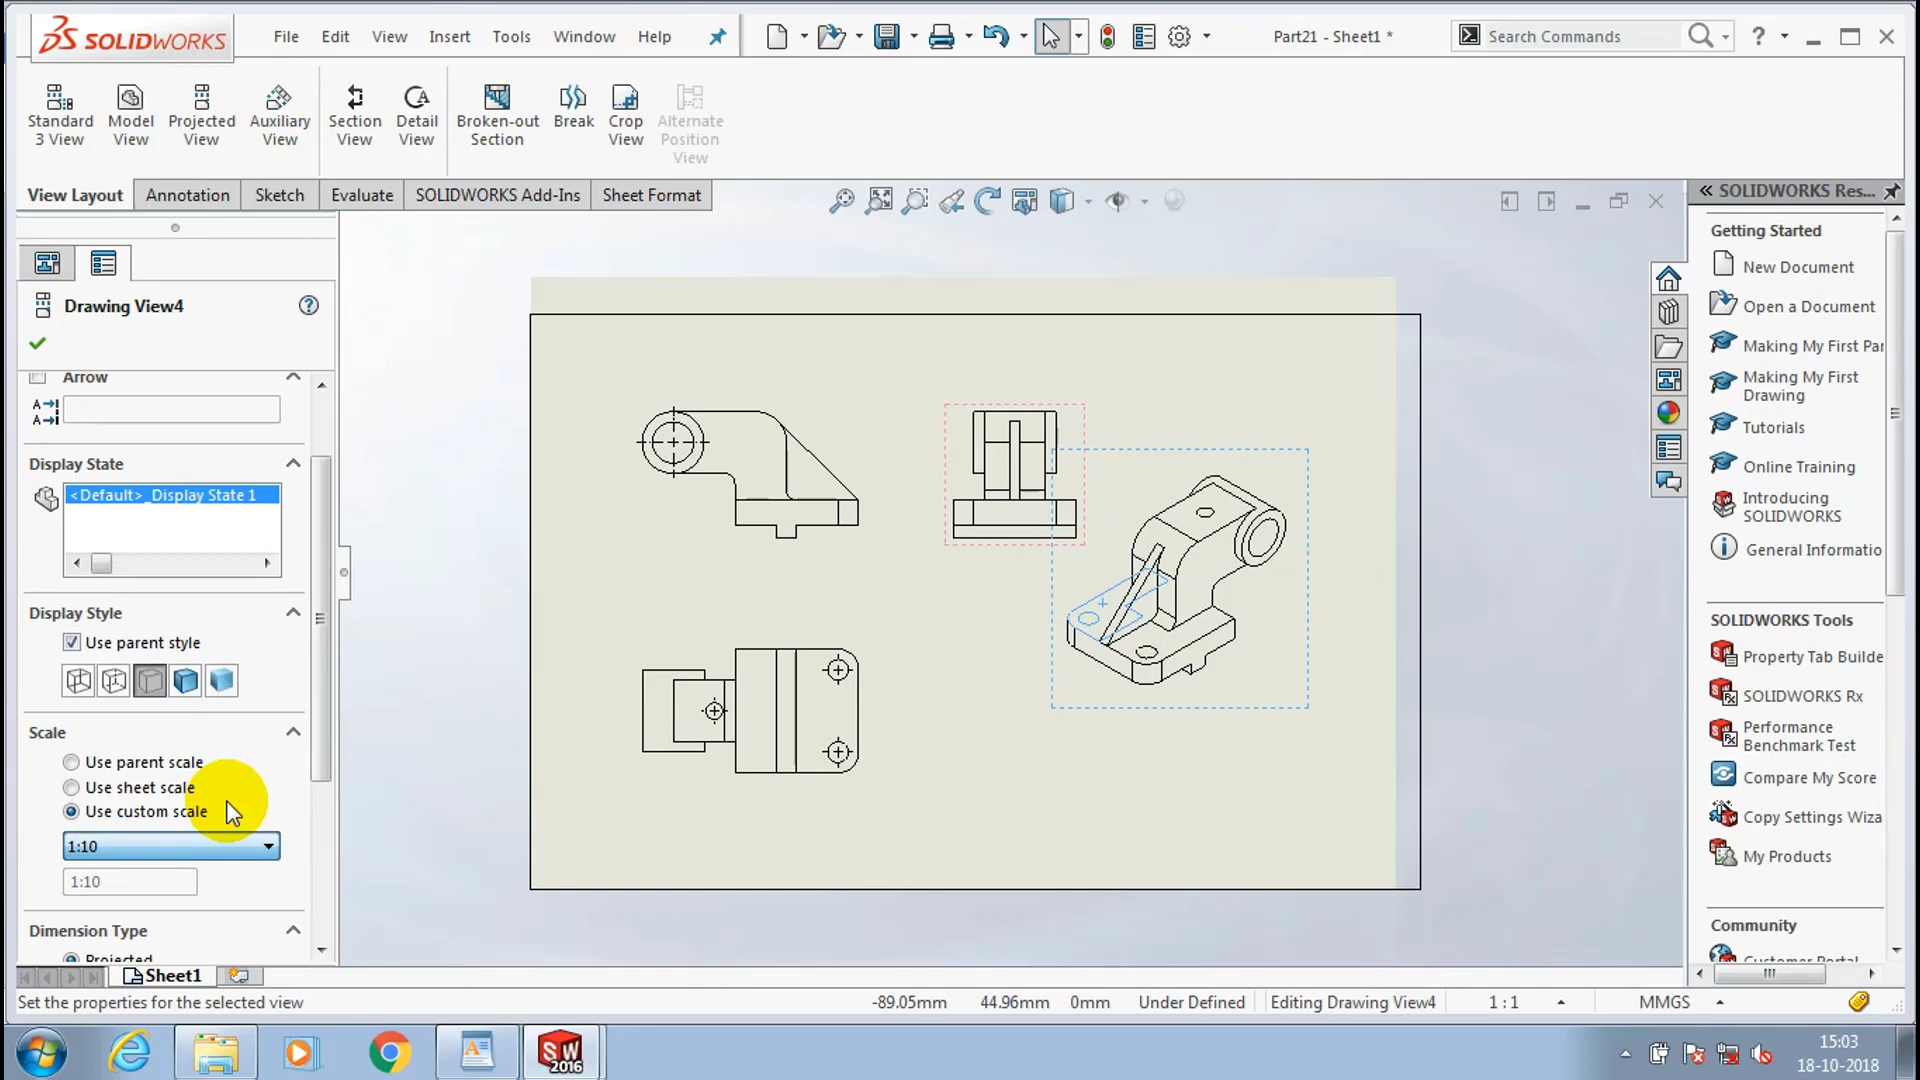 SOLIDWORKS
File Edit View Insert Tools Window Help
Part21 - Sheet1 *
Search Commands
?
Standard 3 View
Model View
Projected View
Auxiliary View
Section View
Detail View
Broken-out Section
Break
Crop View
Alternate Position View
View Layout Annotation Sketch Evaluate SOLIDWORKS Add-Ins Sheet Format
Drawing View4
Arrow
Display State
<Default>_Display State 1
Display Style
Use parent style
Scale
Use parent scale
Use sheet scale
Use custom scale
1:10
1:10
Dimension Type
Projected
Sheet1
Set the properties for the selected view
-89.05mm 44.96mm 0mm Under Defined Editing Drawing View4 1 : 1 MMGS
SOLIDWORKS Res...
Getting Started
New Document
Open a Document
Making My First Par
Making My First
Drawing
Tutorials
Online Training
Introducing
SOLIDWORKS
General Informatio
SOLIDWORKS Tools
Property Tab Builde
SOLIDWORKS Rx
Performance
Benchmark Test
Compare My Score
Copy Settings Wiza
My Products
Community
Customer Portal
SW
2016
15:03
18-10-2018